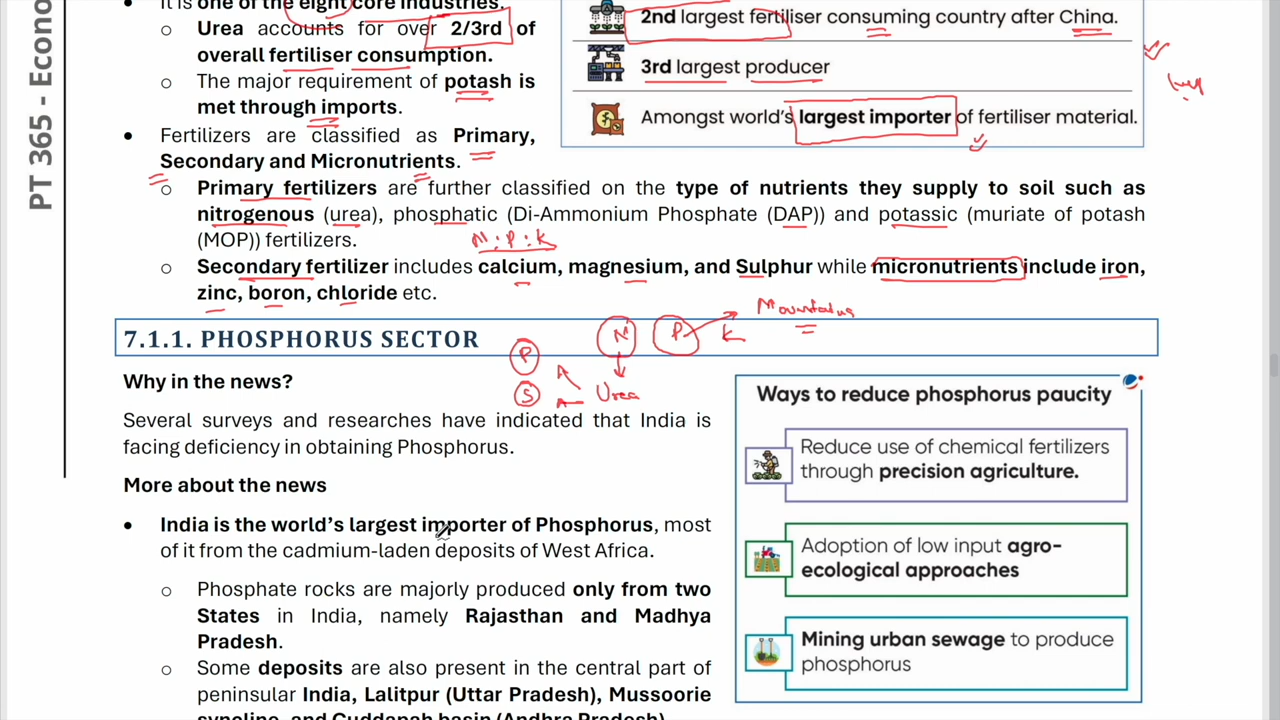 PT 365 - Econo
It is one of the eight core industries.
Urea accounts for over 2/3rd of
overall fertiliser consumption.
The major requirement of potash is
met through imports.
2nd largest fertiliser consuming country after China.
3rd largest producer
Amongst world's largest importer of fertiliser material.
Fertilizers are classified as Primary,
Secondary and Micronutrients.
Primary fertilizers are further classified on the type of nutrients they supply to soil such as
nitrogenous (urea), phosphatic (Di-Ammonium Phosphate (DAP)) and potassic (muriate of potash
(MOP)) fertilizers.
N : P : K
Secondary fertilizer includes calcium, magnesium, and Sulphur while micronutrients include iron,
zinc, boron, chloride etc.
Mountains
7.1.1. PHOSPHORUS SECTOR
N P K
P
S
A
A
Urea
Why in the news?
Several surveys and researches have indicated that India is
facing deficiency in obtaining Phosphorus.
More about the news
India is the world's largest importer of Phosphorus, most
of it from the cadmium-laden deposits of West Africa.
Phosphate rocks are majorly produced only from two
States in India, namely Rajasthan and Madhya
Pradesh.
Some deposits are also present in the central part of
peninsular India, Lalitpur (Uttar Pradesh), Mussoorie
syncline, and Cuddapah basin (Andhra Pradesh)
Ways to reduce phosphorus paucity
Reduce use of chemical fertilizers
through precision agriculture.
Adoption of low input agro-
ecological approaches
Mining urban sewage to produce
phosphorus